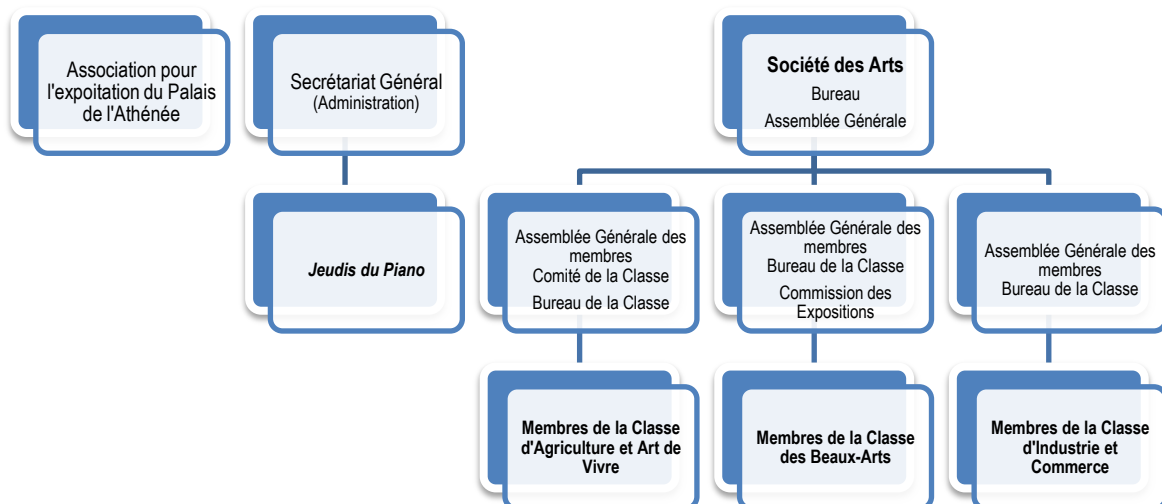 Association pour
l'expoitation du Palais
de l'Athénée
Secrétariat Général
(Administration)
Société des Arts
Bureau
Assemblée Générale
Jeudis du Piano
Assemblée Générale des
membres
Comité de la Classe
Bureau de la Classe
Assemblée Générale des
membres
Bureau de la Classe
Commission des
Expositions
Assemblée Générale des
membres
Bureau de la Classe
Membres de la Classe
d'Agriculture et Art de
Vivre
Membres de la Classe
des Beaux-Arts
Membres de la Classe
d'Industrie et
Commerce